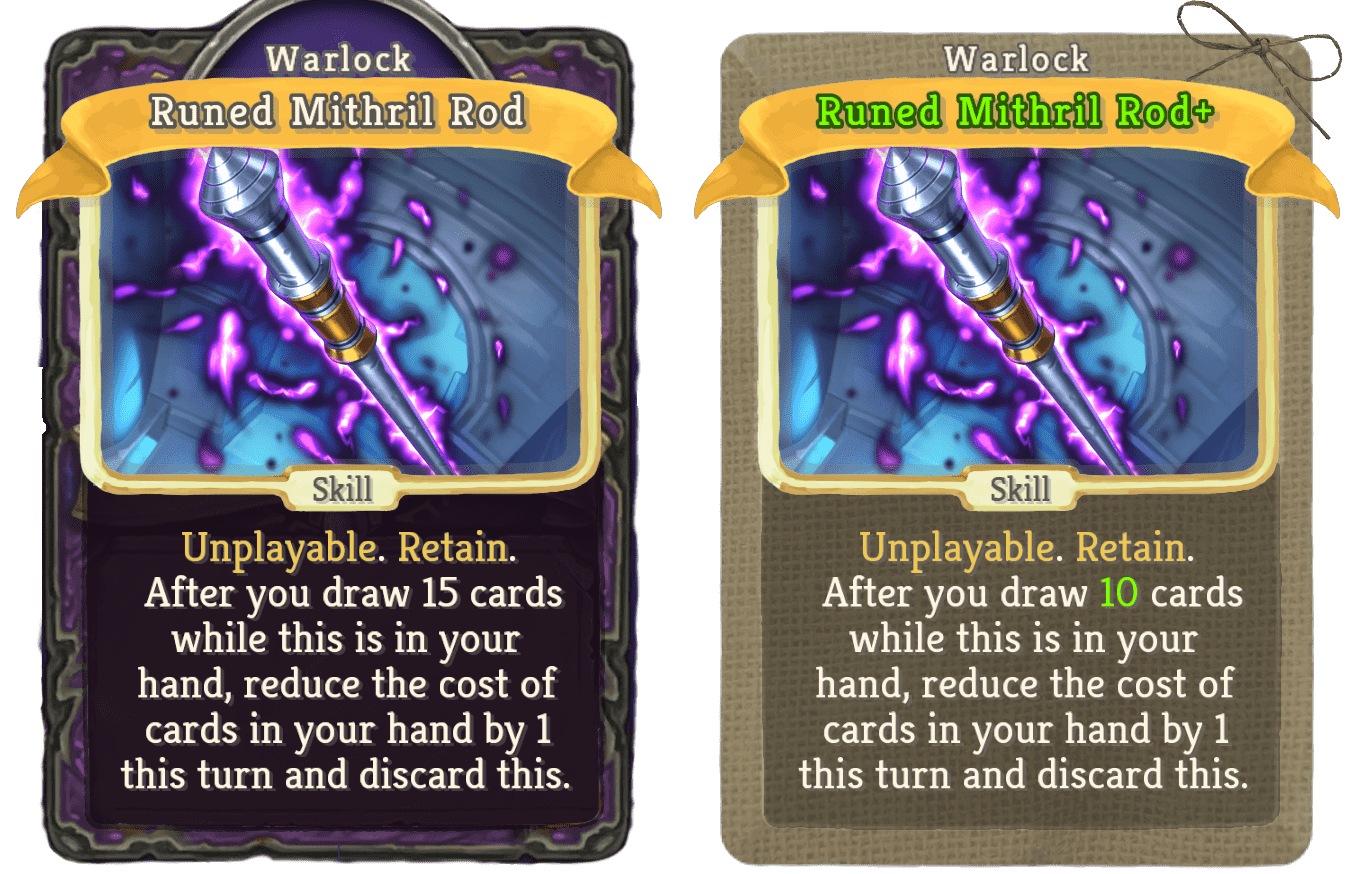 Warlock
Runed Mithril Rod
Skill
Unplayable. Retain.
After you draw 15 cards
while this is in your
hand, reduce the cost of
cards in your hand by 1
this turn and discard this.
Warlock
Runed Mithril Rod+
Skill
Unplayable. Retain.
After you draw 10 cards
while this is in your
hand, reduce the cost of
cards in your hand by 1
this turn and discard this.